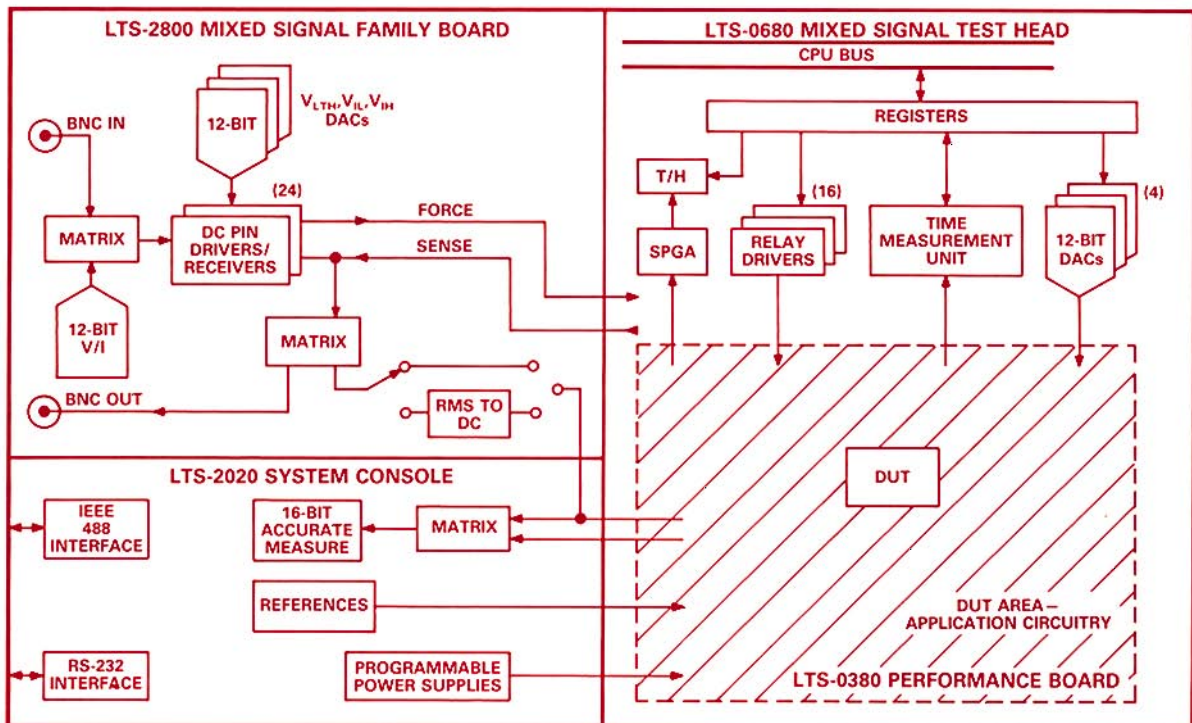 LTS-2800 MIXED SIGNAL FAMILY BOARD
BNC IN
12-BIT
VLTH, VIL, VIH
DACs
(24)
MATRIX
DC PIN
DRIVERS/
RECEIVERS
FORCE
SENSE
12-BIT
V/I
MATRIX
BNC OUT
RMS TO
DC
LTS-0680 MIXED SIGNAL TEST HEAD
CPU BUS
REGISTERS
T/H
SPGA
(16)
RELAY
DRIVERS
TIME
MEASUREMENT
UNIT
(4)
12-BIT
DACs
DUT
DUT AREA–
APPLICATION CIRCUITRY
LTS-0380 PERFORMANCE BOARD
LTS-2020 SYSTEM CONSOLE
IEEE
488
INTERFACE
16-BIT
ACCURATE
MEASURE
MATRIX
REFERENCES
RS-232
INTERFACE
PROGRAMMABLE
POWER SUPPLIES